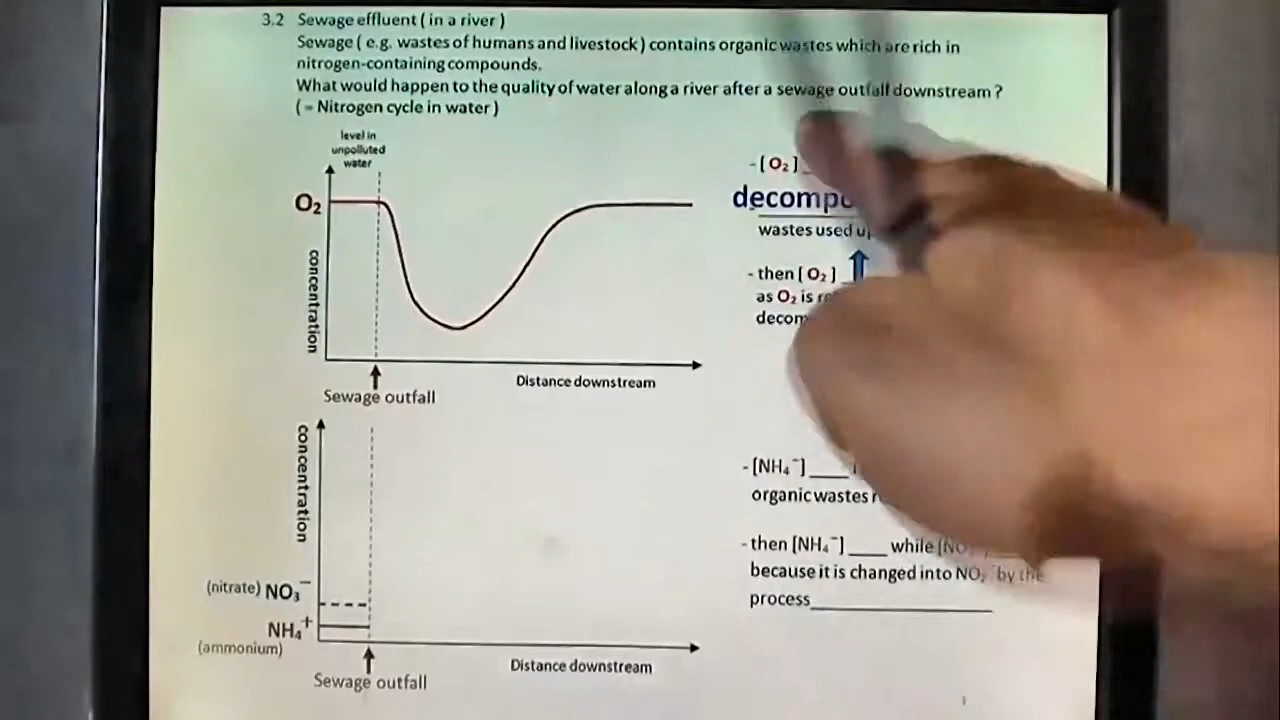 3.2 Sewage effluent ( in a river )
Sewage ( e.g. wastes of humans and livestock ) contains organic wastes which are rich in
nitrogen-containing compounds.
What would happen to the quality of water along a river after a sewage outfall downstream ?
( = Nitrogen cycle in water )
level in
unpolluted
water
O₂
concentration
Distance downstream
Sewage outfall
- [ O₂ ]
wastes used
- then [ O₂ ]
as O₂ is
concentration
(nitrate) NO₃⁻
NH₄⁺
(ammonium)
Distance downstream
Sewage outfall
- [NH₄⁻] ____
organic wastes
- then [NH₄⁻] ____ while
because it is changed into NO₃⁻ by the
process____________________